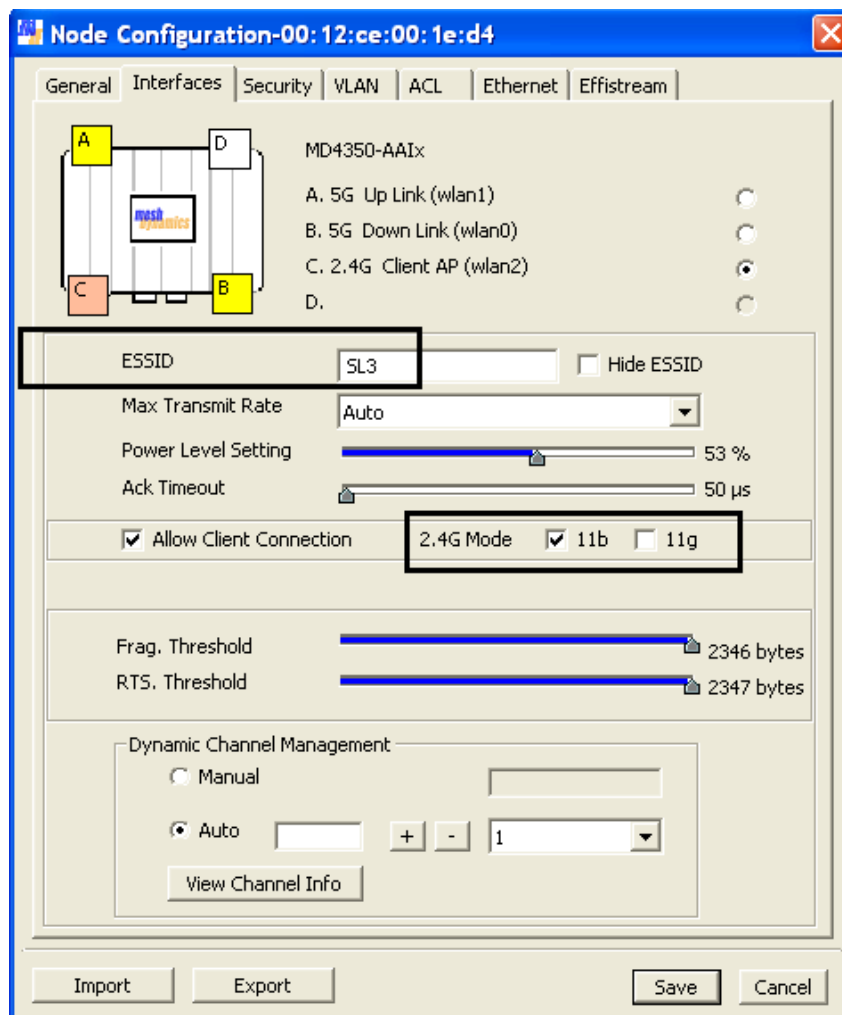 Node Configuration-00:12:ce:00:1e:d4
General Interfaces Security VLAN ACL Ethernet Effistream
A D
mesh dynamics
C B
MD4350-AAIx
A. 5G Up Link (wlan1)
B. 5G Down Link (wlan0)
C. 2.4G Client AP (wlan2)
D.
ESSID SL3 Hide ESSID
Max Transmit Rate Auto
Power Level Setting 53 %
Ack Timeout 50 µs
Allow Client Connection 2.4G Mode 11b 11g
Frag. Threshold 2346 bytes
RTS. Threshold 2347 bytes
Dynamic Channel Management
Manual
Auto + - 1
View Channel Info
Import Export Save Cancel